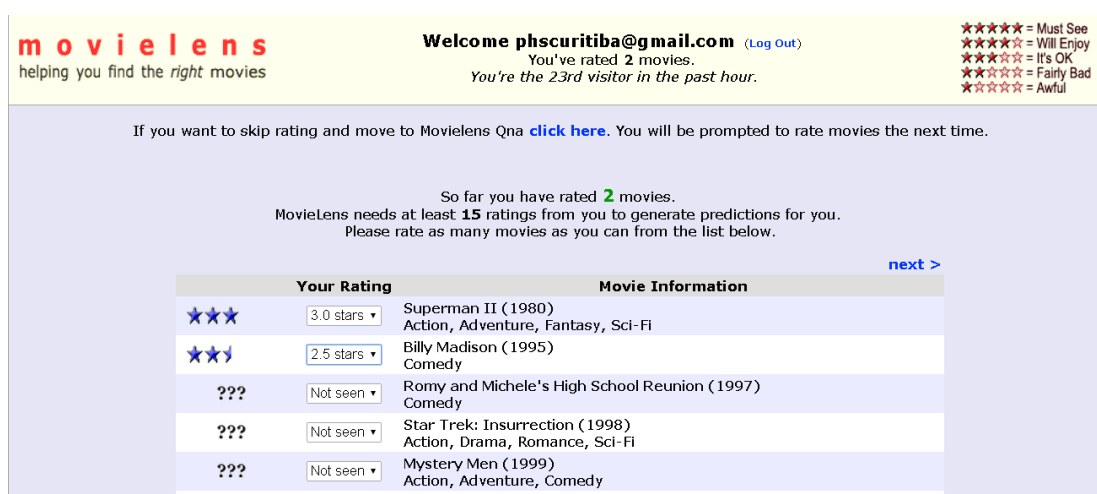 movielens
helping you find the right movies
Welcome phscuritiba@gmail.com (Log Out)
You've rated 2 movies.
You're the 23rd visitor in the past hour.
★★★★★ = Must See
★★★★☆ = Will Enjoy
★★★☆☆ = It's OK
★★☆☆☆ = Fairly Bad
★☆☆☆☆ = Awful
If you want to skip rating and move to Movielens Qna click here. You will be prompted to rate movies the next time.
So far you have rated 2 movies.
MovieLens needs at least 15 ratings from you to generate predictions for you.
Please rate as many movies as you can from the list below.
next >
Your Rating Movie Information
3.0 stars Superman II (1980)
Action, Adventure, Fantasy, Sci-Fi
2.5 stars Billy Madison (1995)
Comedy
??? Not seen Romy and Michele's High School Reunion (1997)
Comedy
??? Not seen Star Trek: Insurrection (1998)
Action, Drama, Romance, Sci-Fi
??? Not seen Mystery Men (1999)
Action, Adventure, Comedy